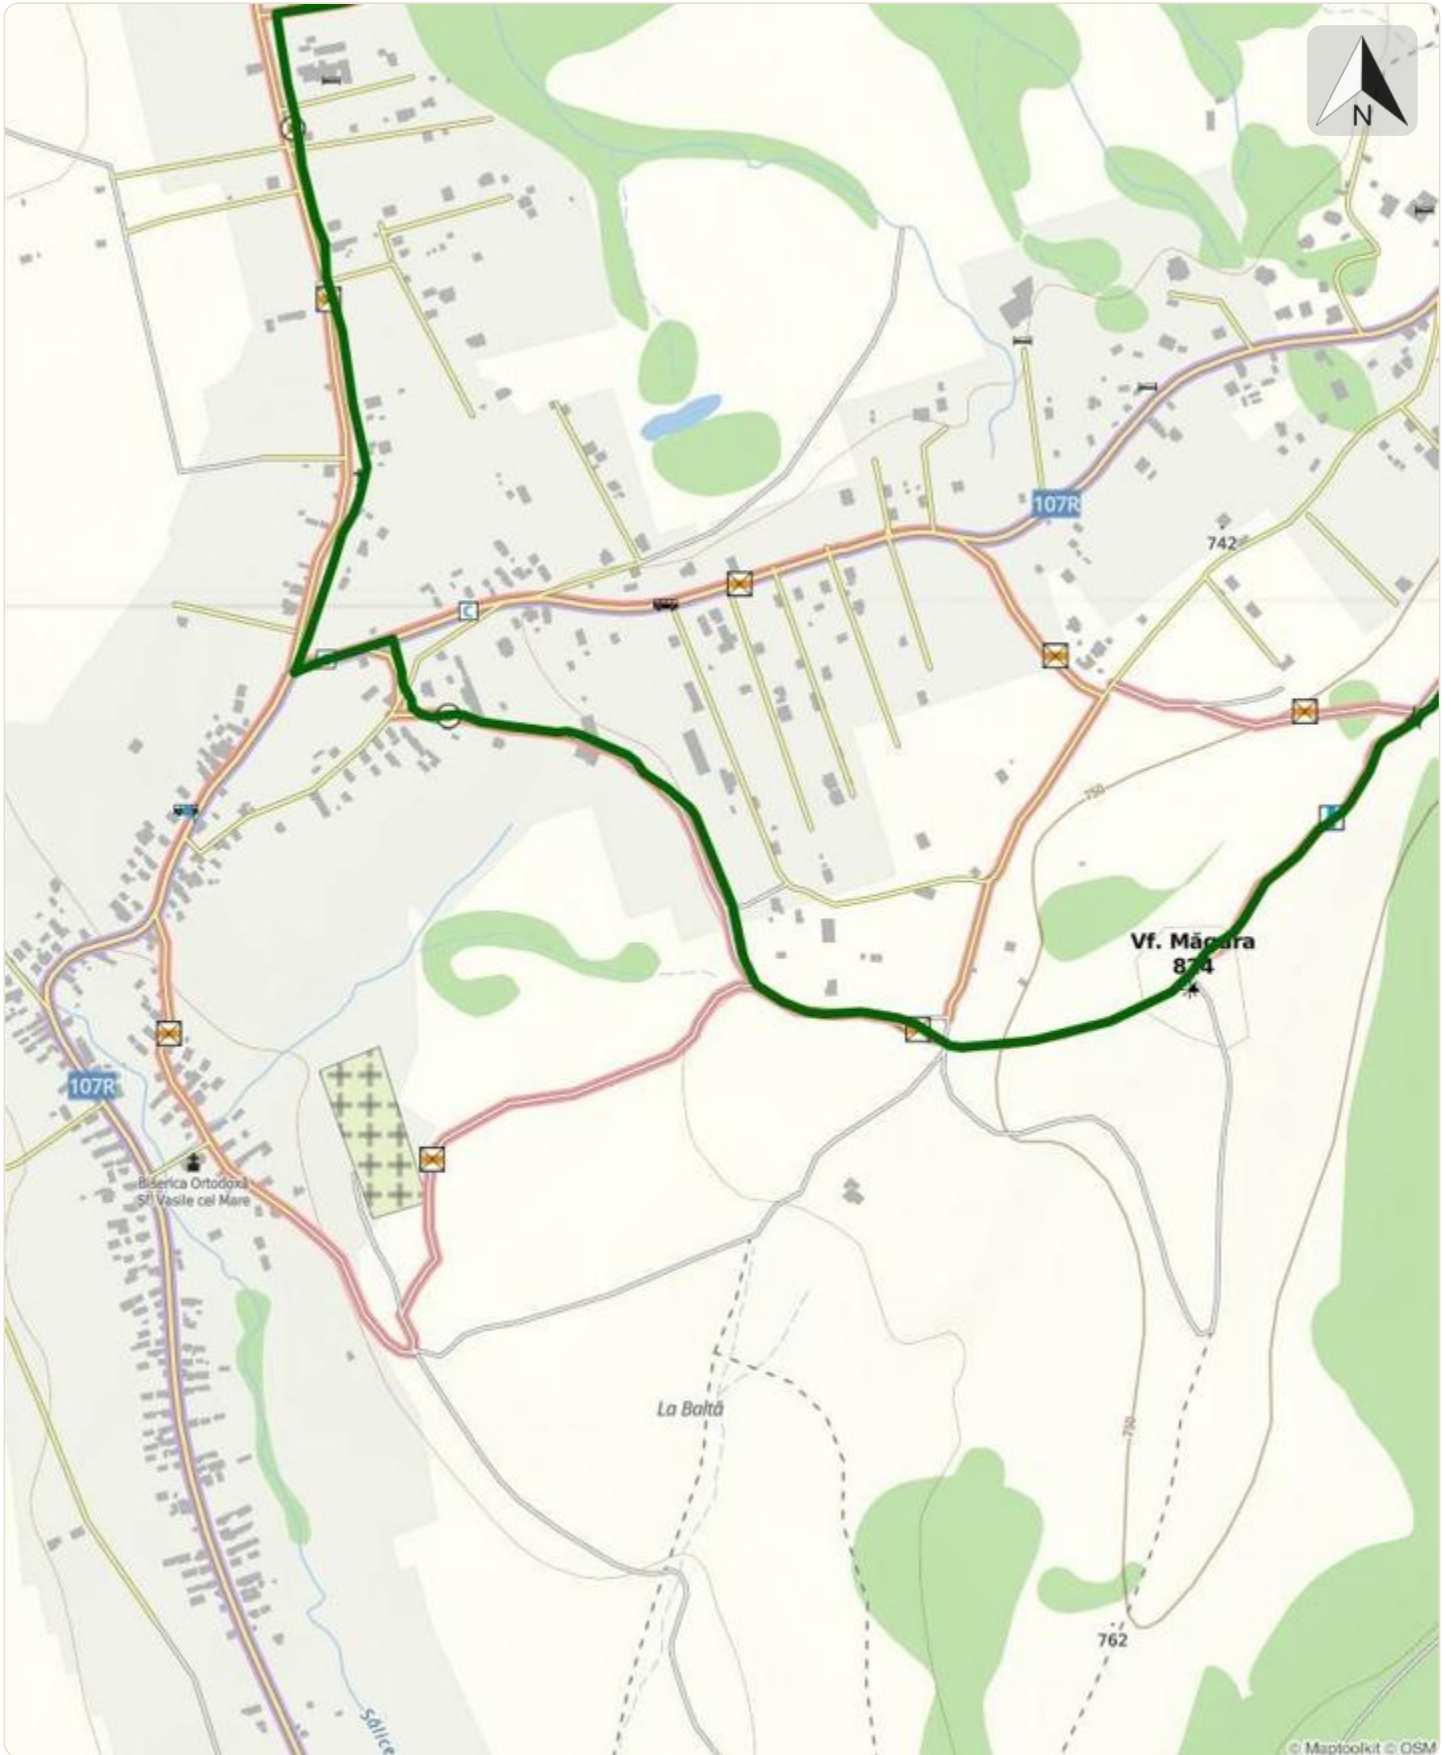 N
107R
742
C
750
Vf. Măgura
107R
Biserica Ortodoxă
Sf. Vasile cel Mare
La Baltă
750
762
Sălice
© Maptoolkit © OSM